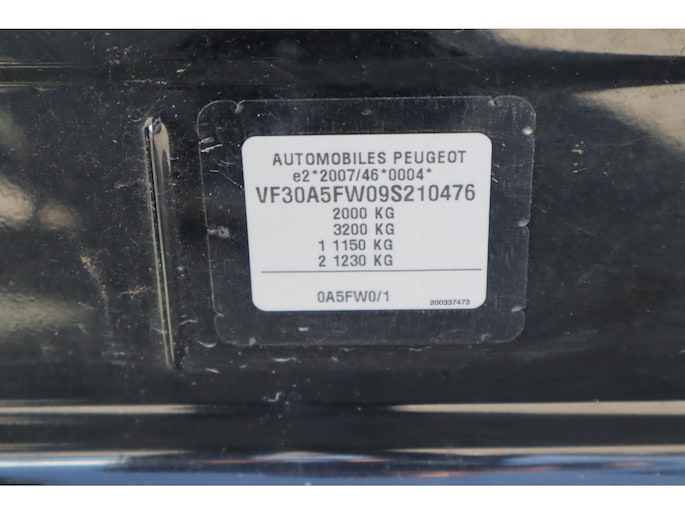 AUTOMOBILES PEUGEOT
e2*2007/46*0004*
VF30A5FW09S210476
2000 KG
3200 KG
1 1150 KG
2 1230 KG
0A5FW0/1
200337473